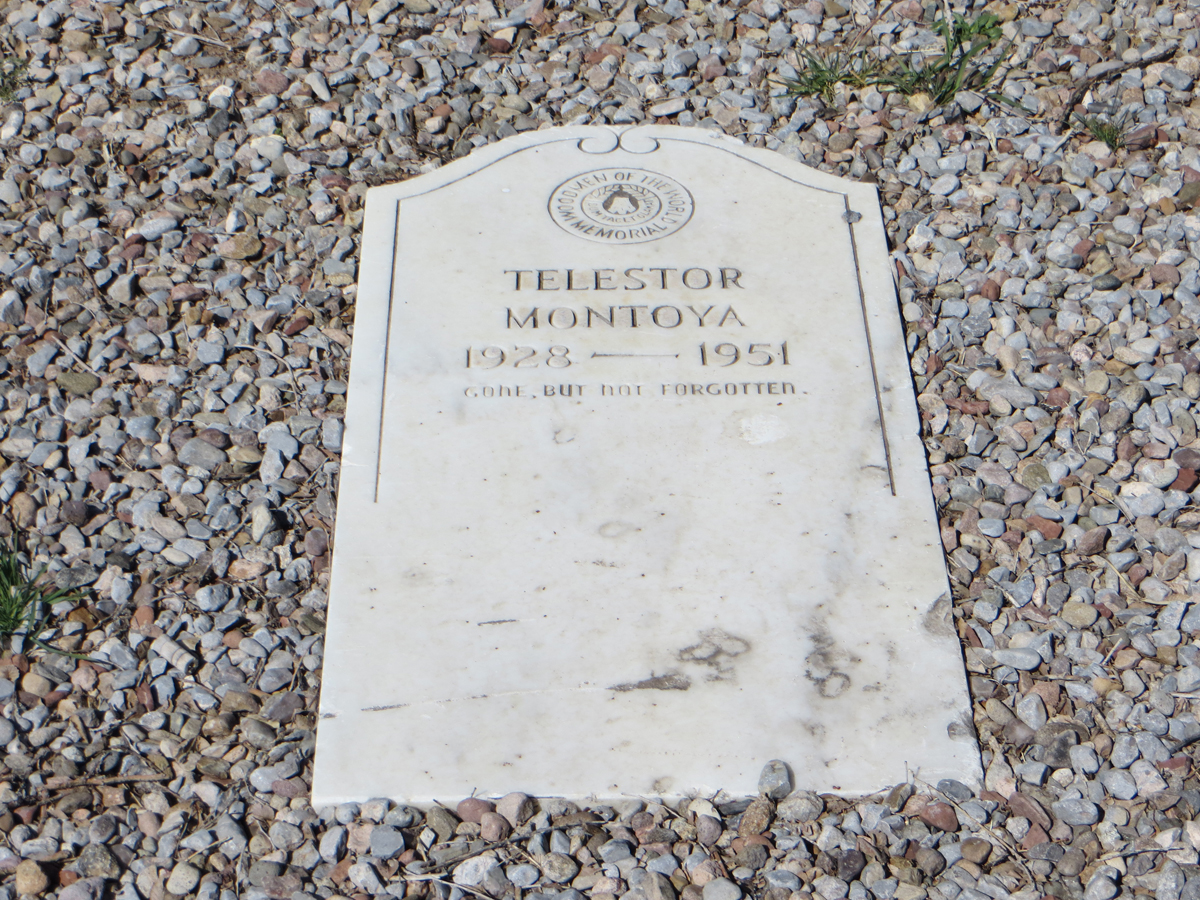 WOODMEN OF THE WORLD
MEMORIAL
TELESTOR
MONTOYA
1928 — 1951
GONE, BUT NOT FORGOTTEN.